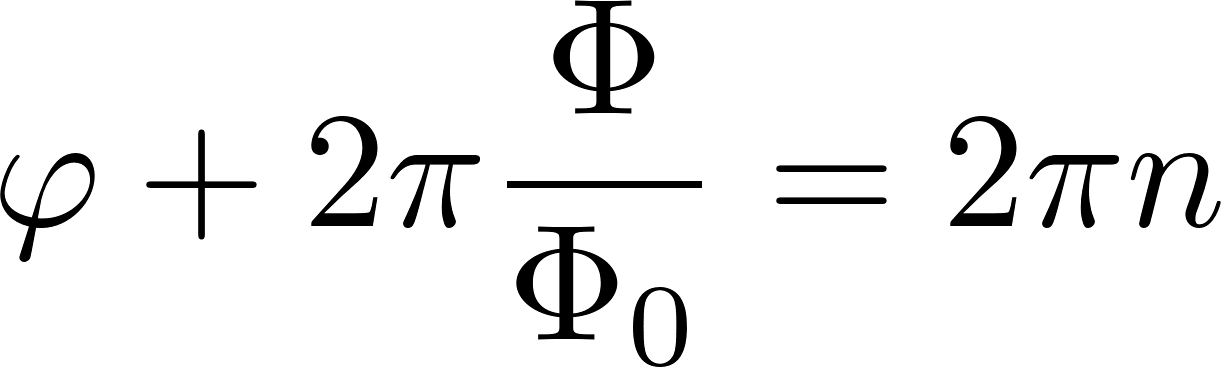 φ + 2π Φ/Φ₀ = 2πn